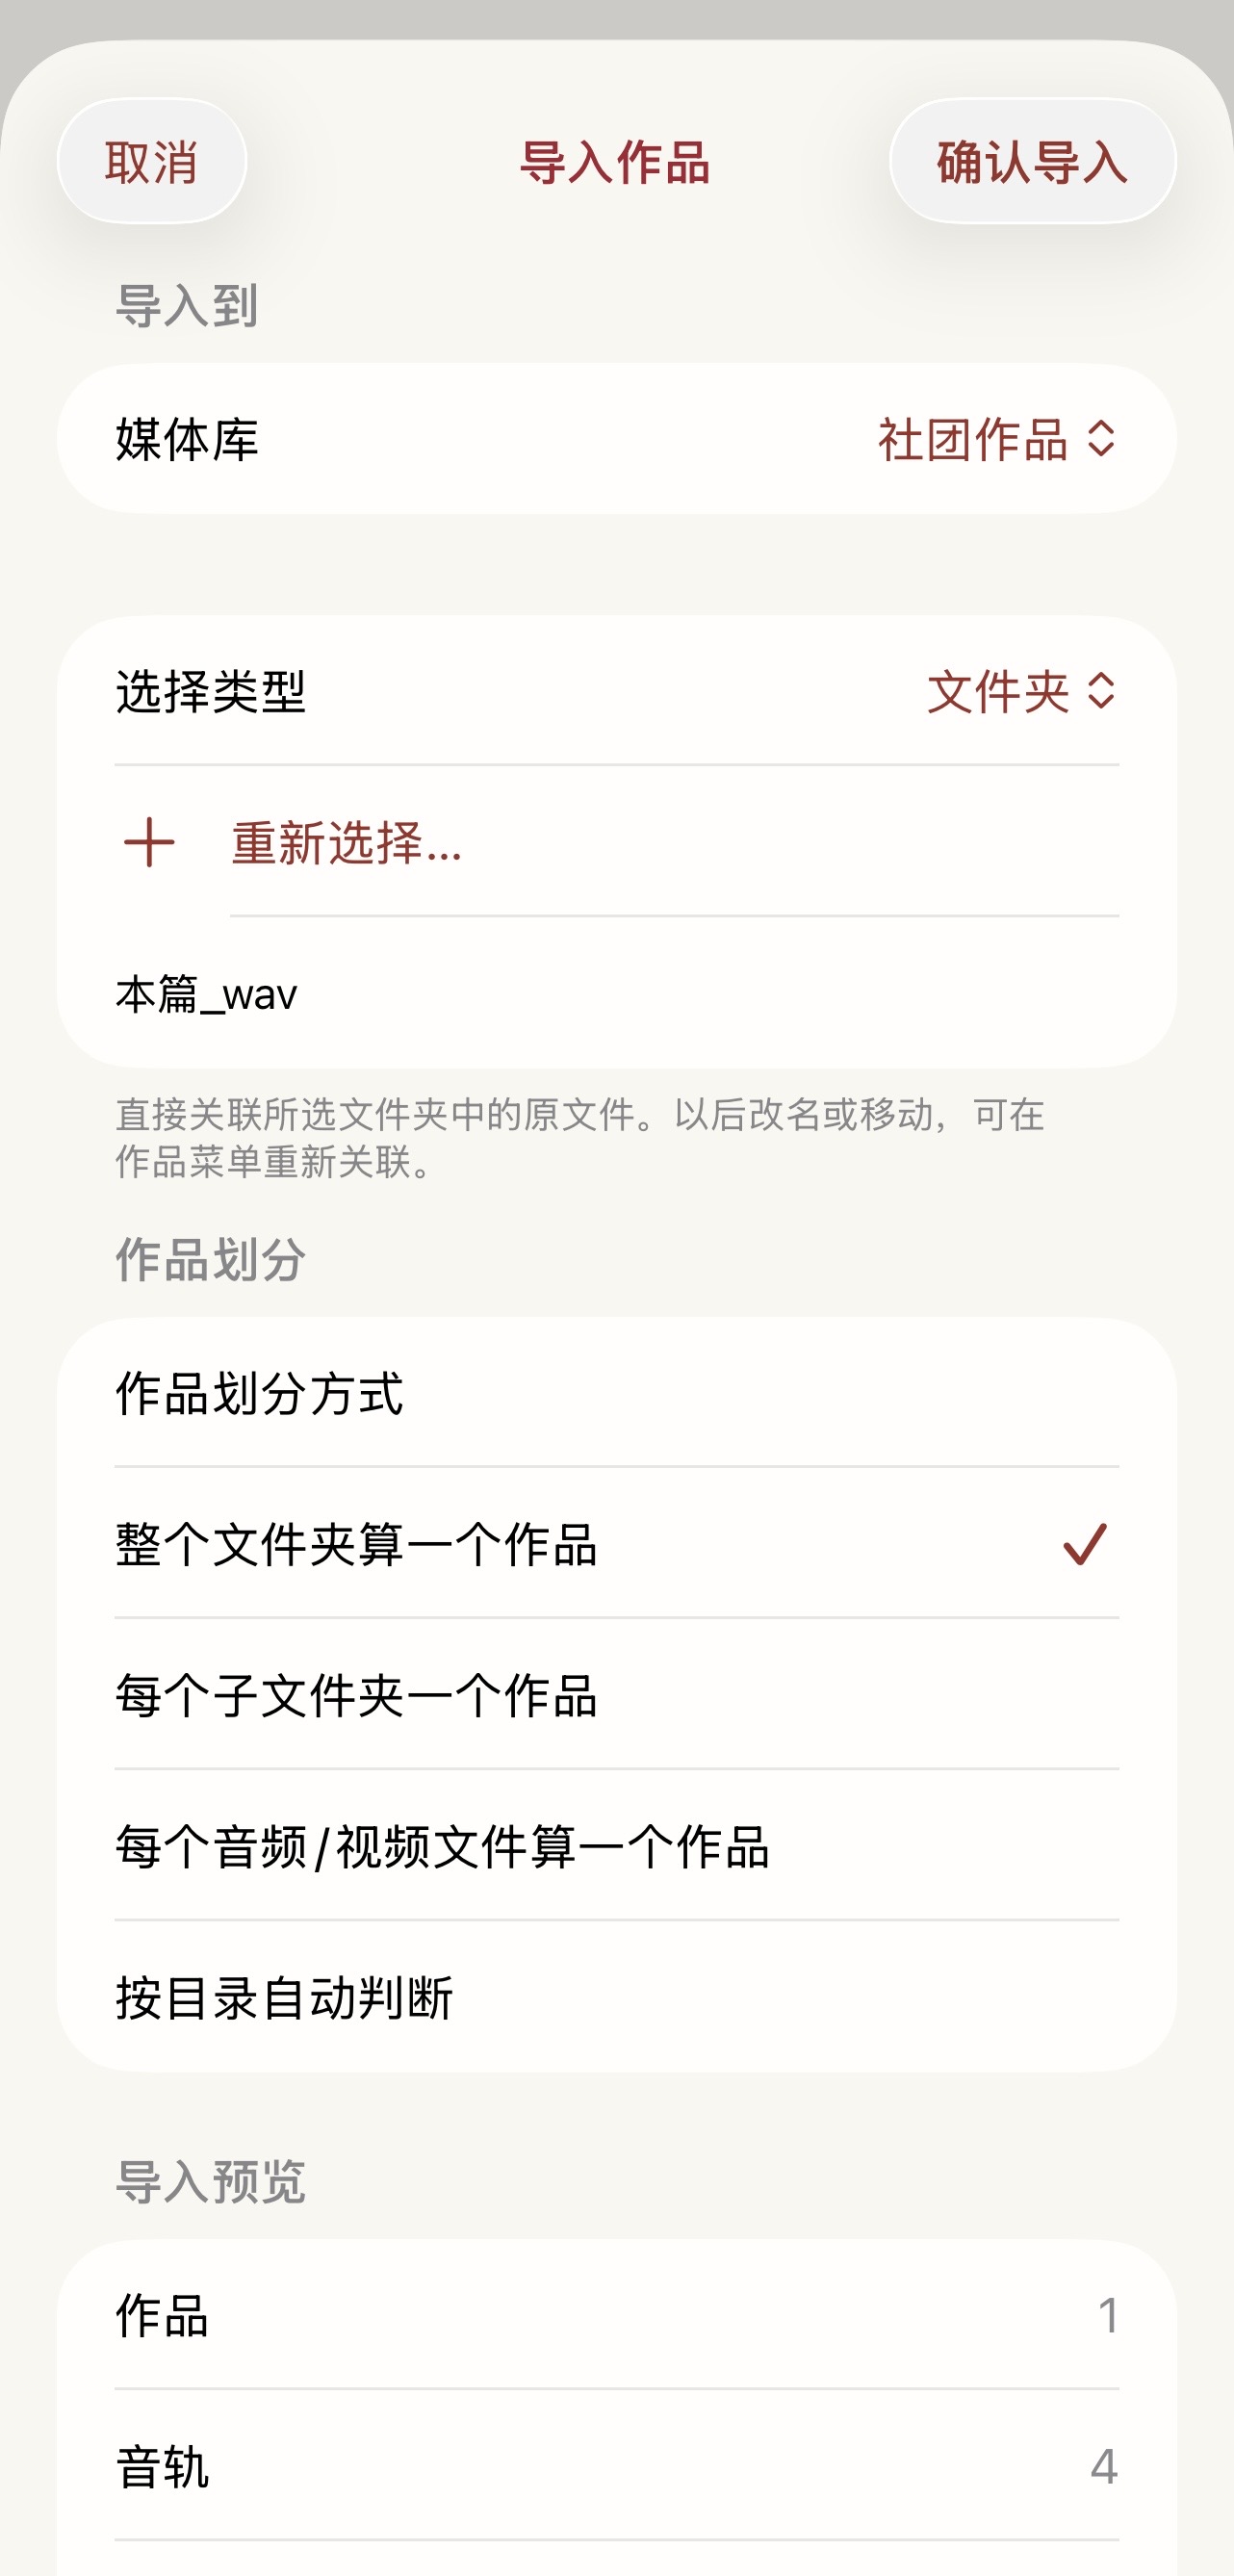 取消
导入作品
确认导入
导入到
媒体库
社团作品
选择类型
文件夹
重新选择...
本篇_wav
直接关联所选文件夹中的原文件。以后改名或移动，可在
作品菜单重新关联。
作品划分
作品划分方式
整个文件夹算一个作品
每个子文件夹一个作品
每个音频/视频文件算一个作品
按目录自动判断
导入预览
作品
1
音轨
4